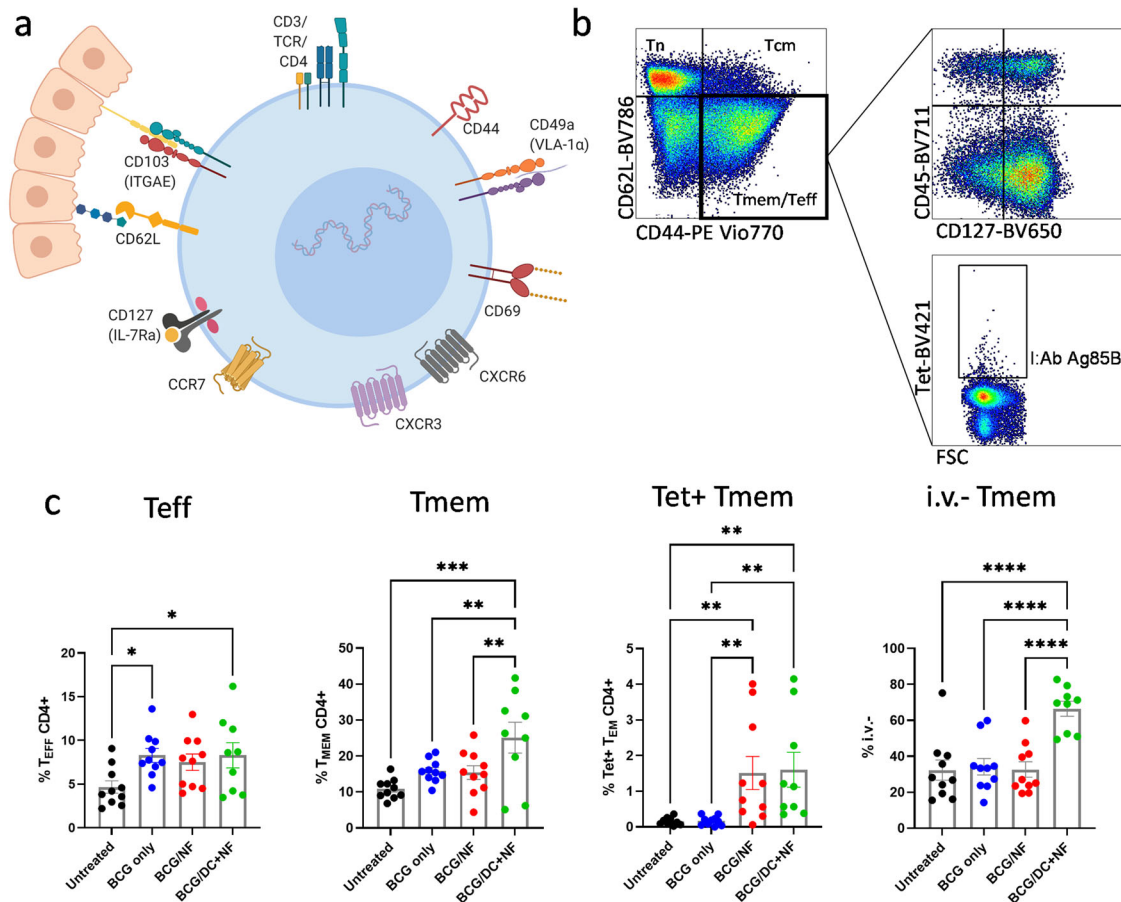 a
CD3/
TCR/
CD4
CD44
CD49a
(VLA-1α)
CD103
(ITGAE)
CD62L
CD127
(IL-7Ra)
CCR7
CXCR3
CXCR6
CD69
b
Tn
Tcm
Tmem/Teff
CD62L-BV786
CD44-PE Vio770
CD45-BV711
CD127-BV650
Tet-BV421
I:Ab Ag85B
FSC
c
Teff
*
*
% TEFF CD4+
20
15
10
5
0
Untreated
BCG only
BCG/NF
BCG/DC+NF
Tmem
***
**
**
% TMEM CD4+
50
40
30
20
10
0
Untreated
BCG only
BCG/NF
BCG/DC+NF
Tet+ Tmem
**
**
**
**
% Tet+ TEM CD4+
5
4
3
2
1
0
Untreated
BCG only
BCG/NF
BCG/DC+NF
i.v.- Tmem
****
****
****
% i.v.-
100
80
60
40
20
0
Untreated
BCG only
BCG/NF
BCG/DC+NF